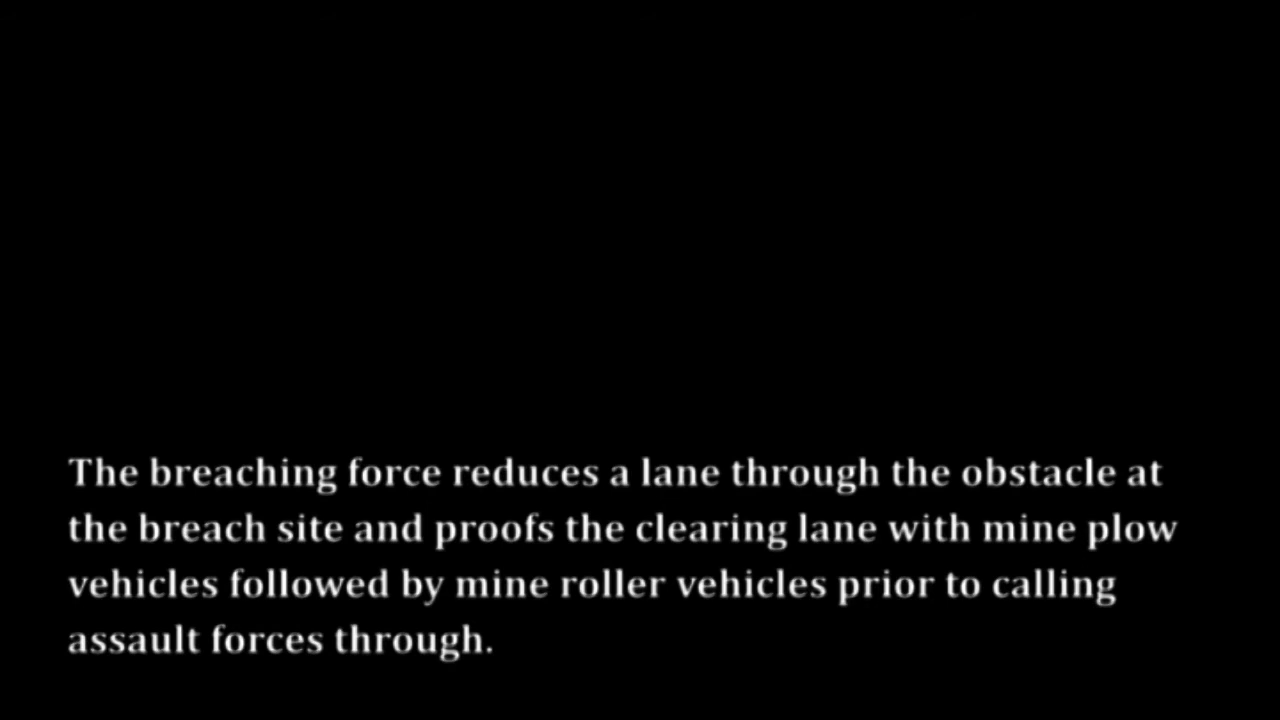 The breaching force reduces a lane through the obstacle at
the breach site and proofs the clearing lane with mine plow
vehicles followed by mine roller vehicles prior to calling
assault forces through.